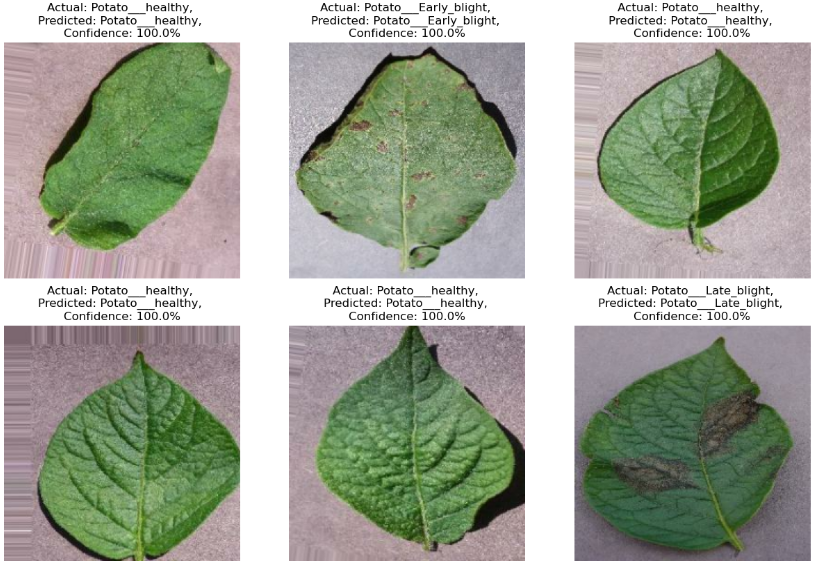 Actual: Potato___healthy,
Predicted: Potato___healthy,
Confidence: 100.0%
Actual: Potato___Early_blight,
Predicted: Potato___Early_blight,
Confidence: 100.0%
Actual: Potato___healthy,
Predicted: Potato___healthy,
Confidence: 100.0%
Actual: Potato___healthy,
Predicted: Potato___healthy,
Confidence: 100.0%
Actual: Potato___healthy,
Predicted: Potato___healthy,
Confidence: 100.0%
Actual: Potato___Late_blight,
Predicted: Potato___Late_blight,
Confidence: 100.0%